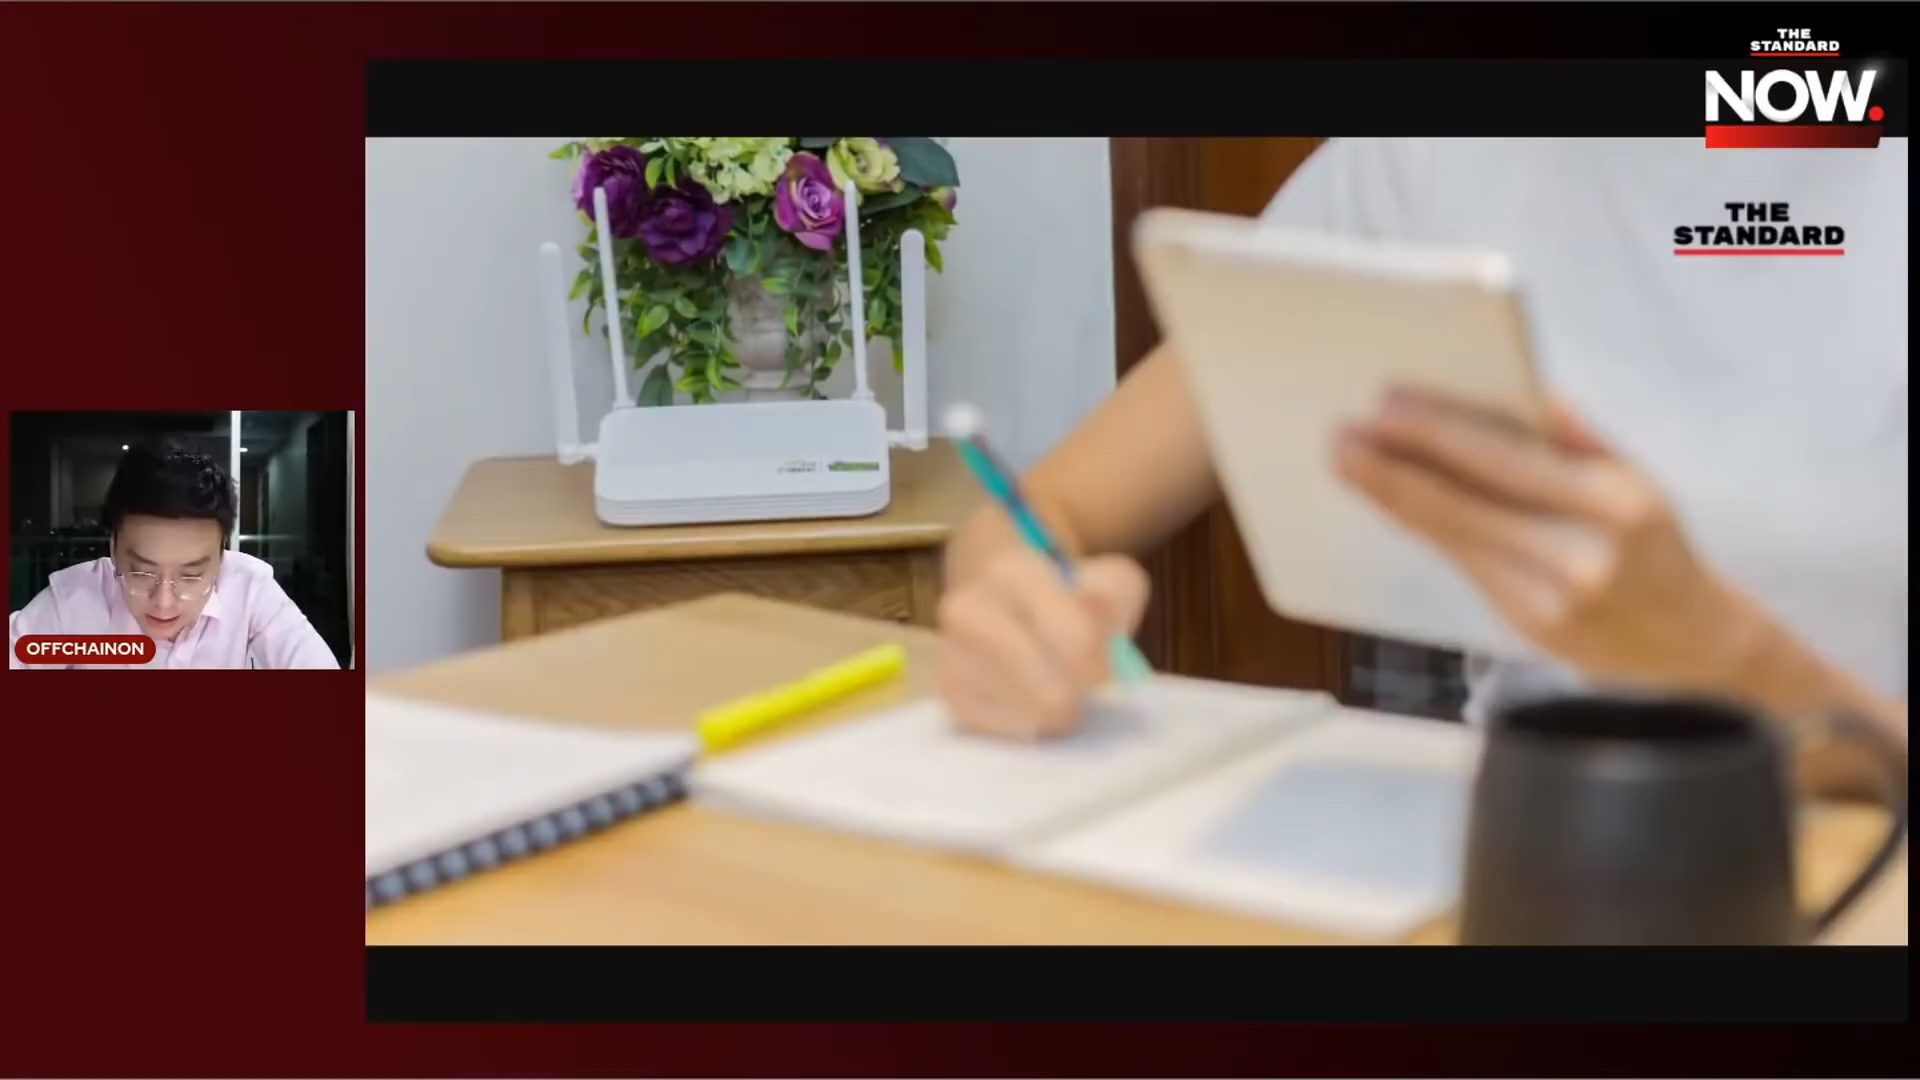 THE
STANDARD
NOW.
THE
STANDARD
OFFCHAINON